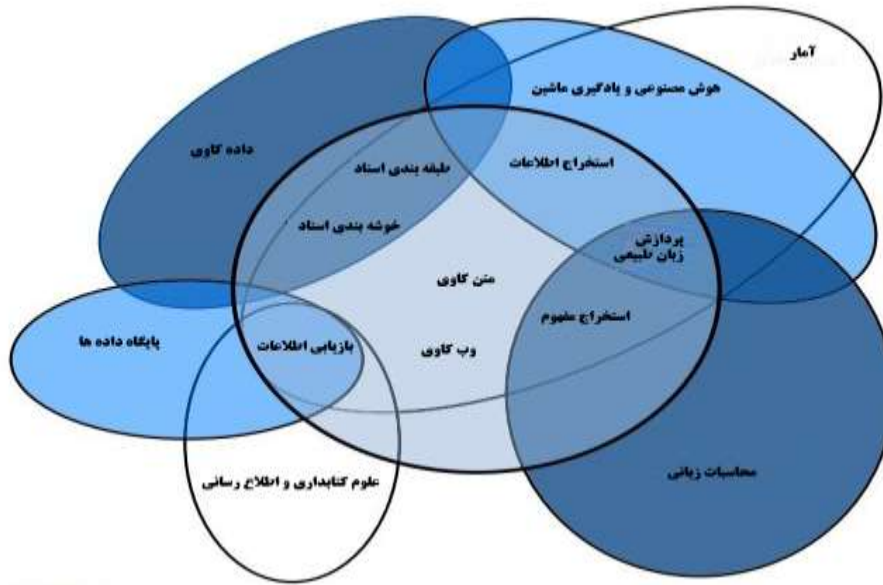 آمار
هوش مصنوعی و یادگیری ماشین
داده کاوی
استخراج اطلاعات
طبقه بندی اسناد
خوشه بندی اسناد
پردازش
زبان طبیعی
متن کاوی
استخراج مفهوم
وب کاوی
بازیابی اطلاعات
پایگاه داده ها
محاسبات زبانی
علوم کتابداری و اطلاع رسانی